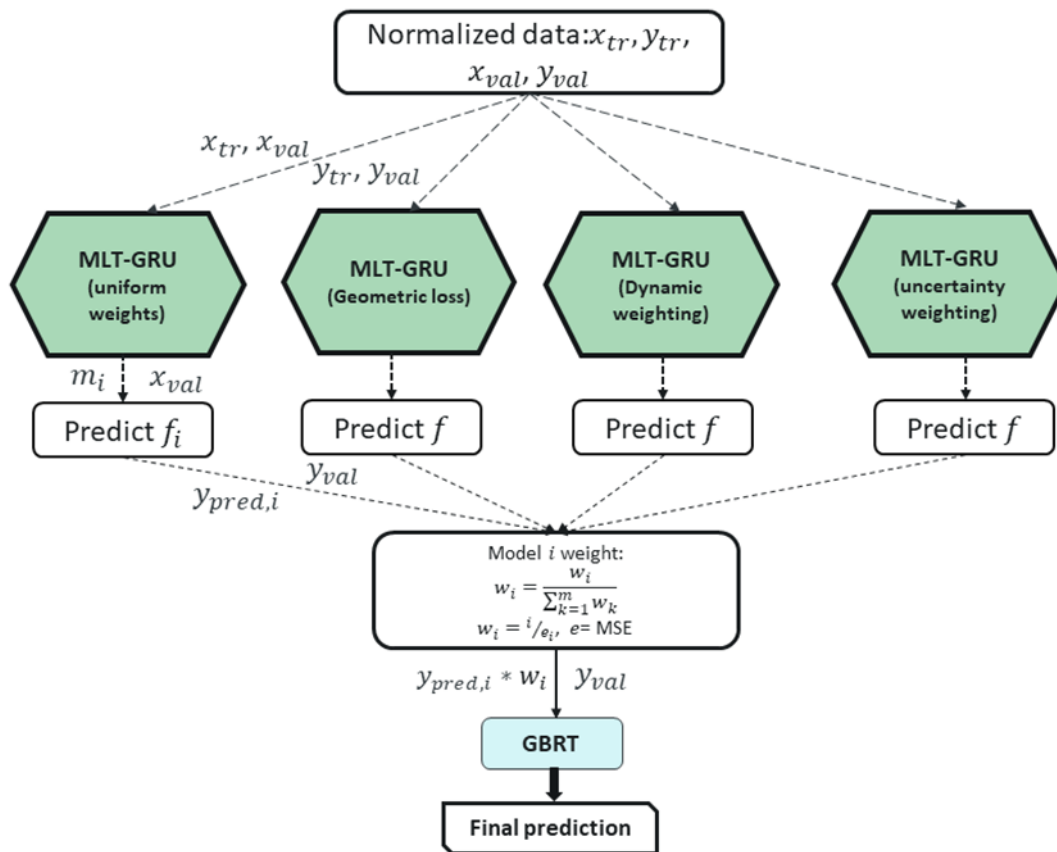 Normalized data:x_tr, y_tr,
x_val, y_val
x_tr, x_val
y_tr, y_val
MLT-GRU
(uniform
weights)
MLT-GRU
(Geometric loss)
MLT-GRU
(Dynamic
weighting)
MLT-GRU
(uncertainty
weighting)
m_i x_val
Predict f_i
Predict f
Predict f
Predict f
y_val
y_pred,i
Model i weight:
w_i = w_i / ∑_{k=1}^{m} w_k
w_i = i/e_i, e= MSE
y_pred,i * w_i y_val
GBRT
Final prediction